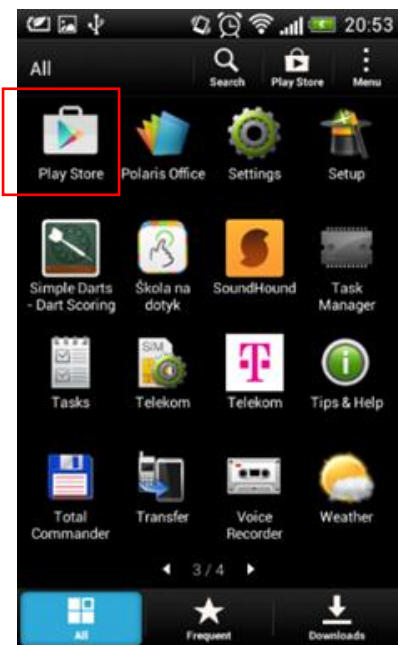 20:53
All
Search Play Store Menu
Play Store Polaris Office Settings Setup
Simple Darts Škola na SoundHound Task
- Dart Scoring dotyk Manager
SIM
Tasks Telekom Telekom Tips & Help
Total Transfer Voice Weather
Commander Recorder
3 / 4
All Frequent Downloads